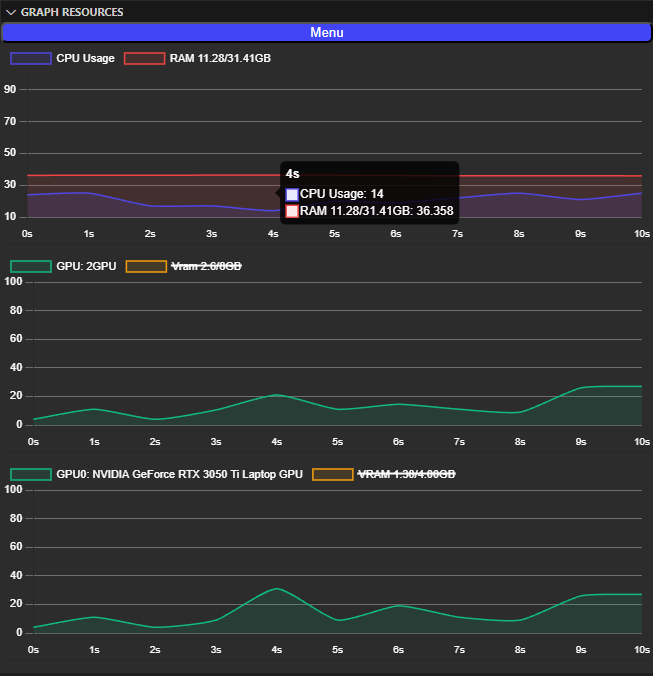 GRAPH RESOURCES
Menu
CPU Usage RAM 11.28/31.41GB
90
70
50
30
10
4s
CPU Usage: 14
RAM 11.28/31.41GB: 36.358
0s 1s 2s 3s 4s 5s 6s 7s 8s 9s 10s
GPU: 2GPU Vram 2.6/8GB
100
80
60
40
20
0
0s 1s 2s 3s 4s 5s 6s 7s 8s 9s 10s
GPU0: NVIDIA GeForce RTX 3050 Ti Laptop GPU VRAM 1.30/4.00GB
100
80
60
40
20
0
0s 1s 2s 3s 4s 5s 6s 7s 8s 9s 10s